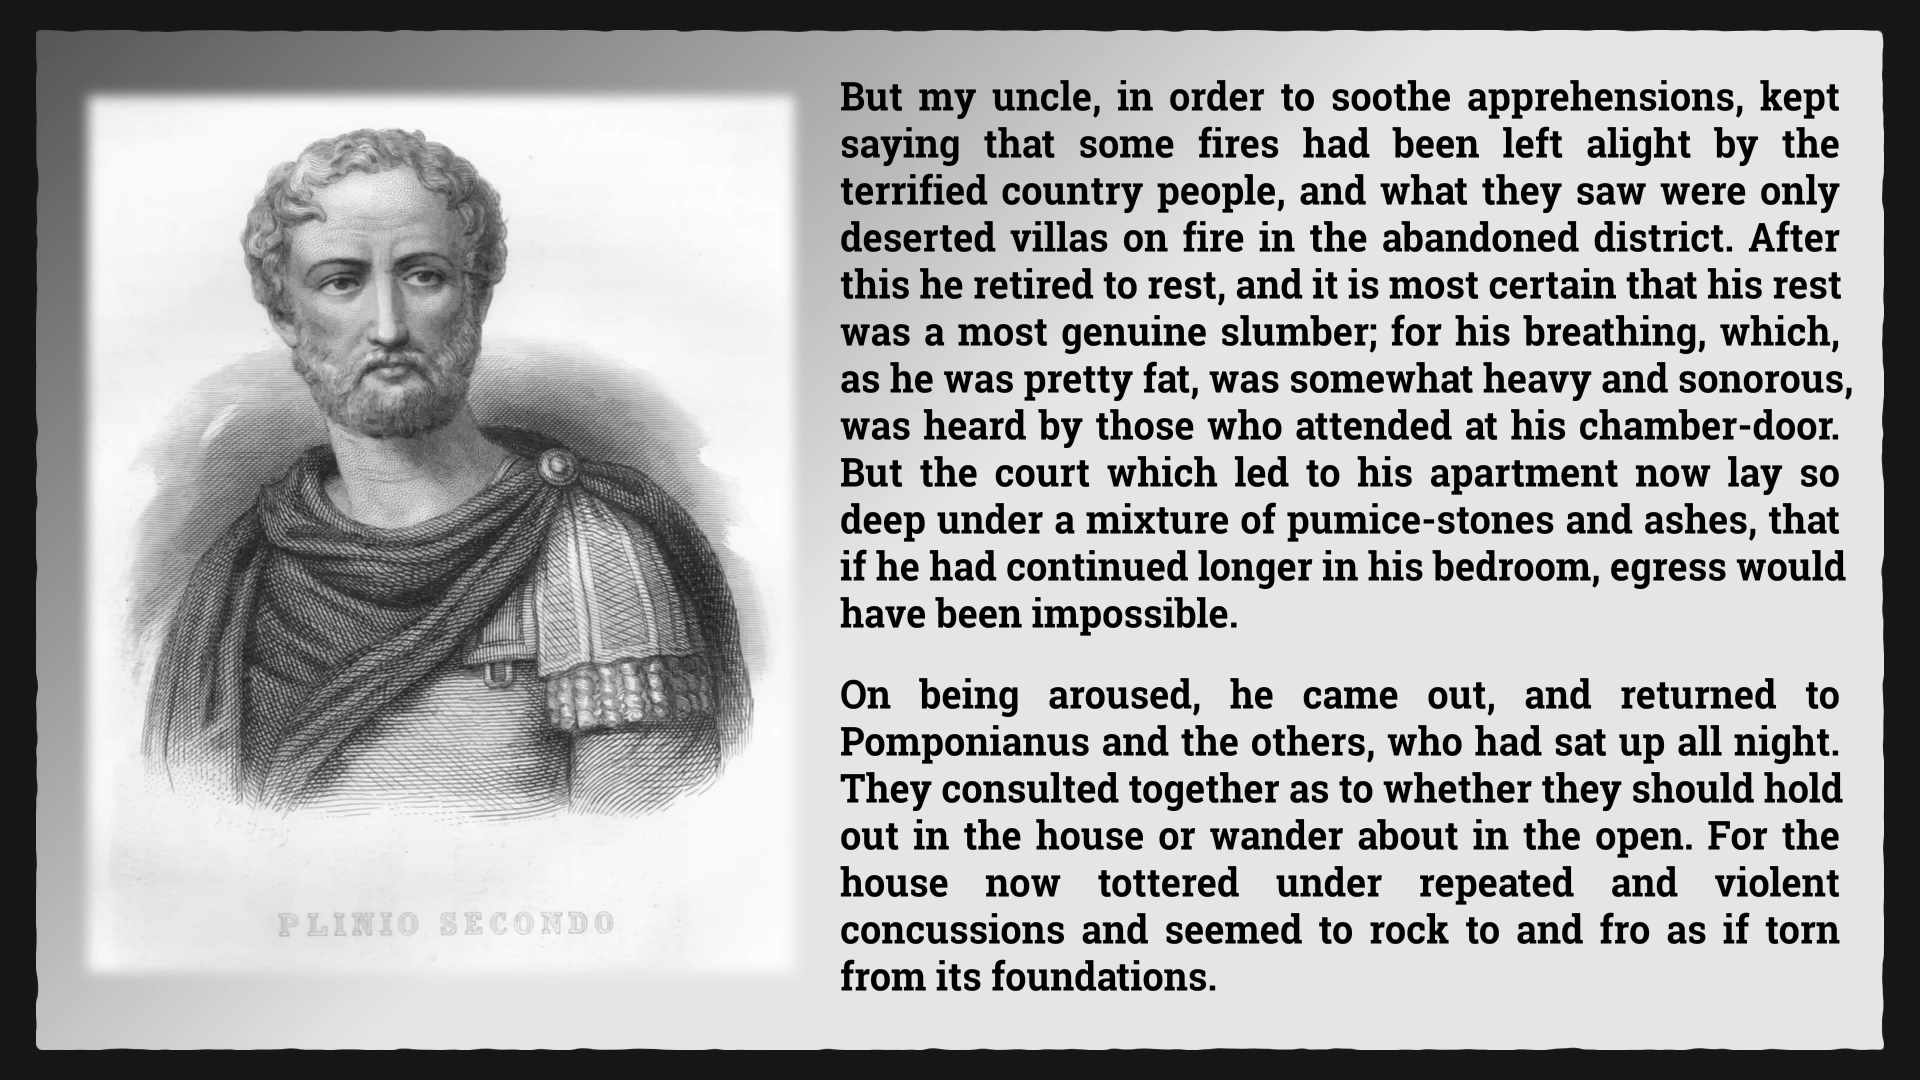 But my uncle, in order to soothe apprehensions, kept
saying that some fires had been left alight by the
terrified country people, and what they saw were only
deserted villas on fire in the abandoned district. After
this he retired to rest, and it is most certain that his rest
was a most genuine slumber; for his breathing, which,
as he was pretty fat, was somewhat heavy and sonorous,
was heard by those who attended at his chamber-door.
But the court which led to his apartment now lay so
deep under a mixture of pumice-stones and ashes, that
if he had continued longer in his bedroom, egress would
have been impossible.
On being aroused, he came out, and returned to
Pomponianus and the others, who had sat up all night.
They consulted together as to whether they should hold
out in the house or wander about in the open. For the
house now tottered under repeated and violent
concussions and seemed to rock to and fro as if torn
from its foundations.
PLINIO SECONDO